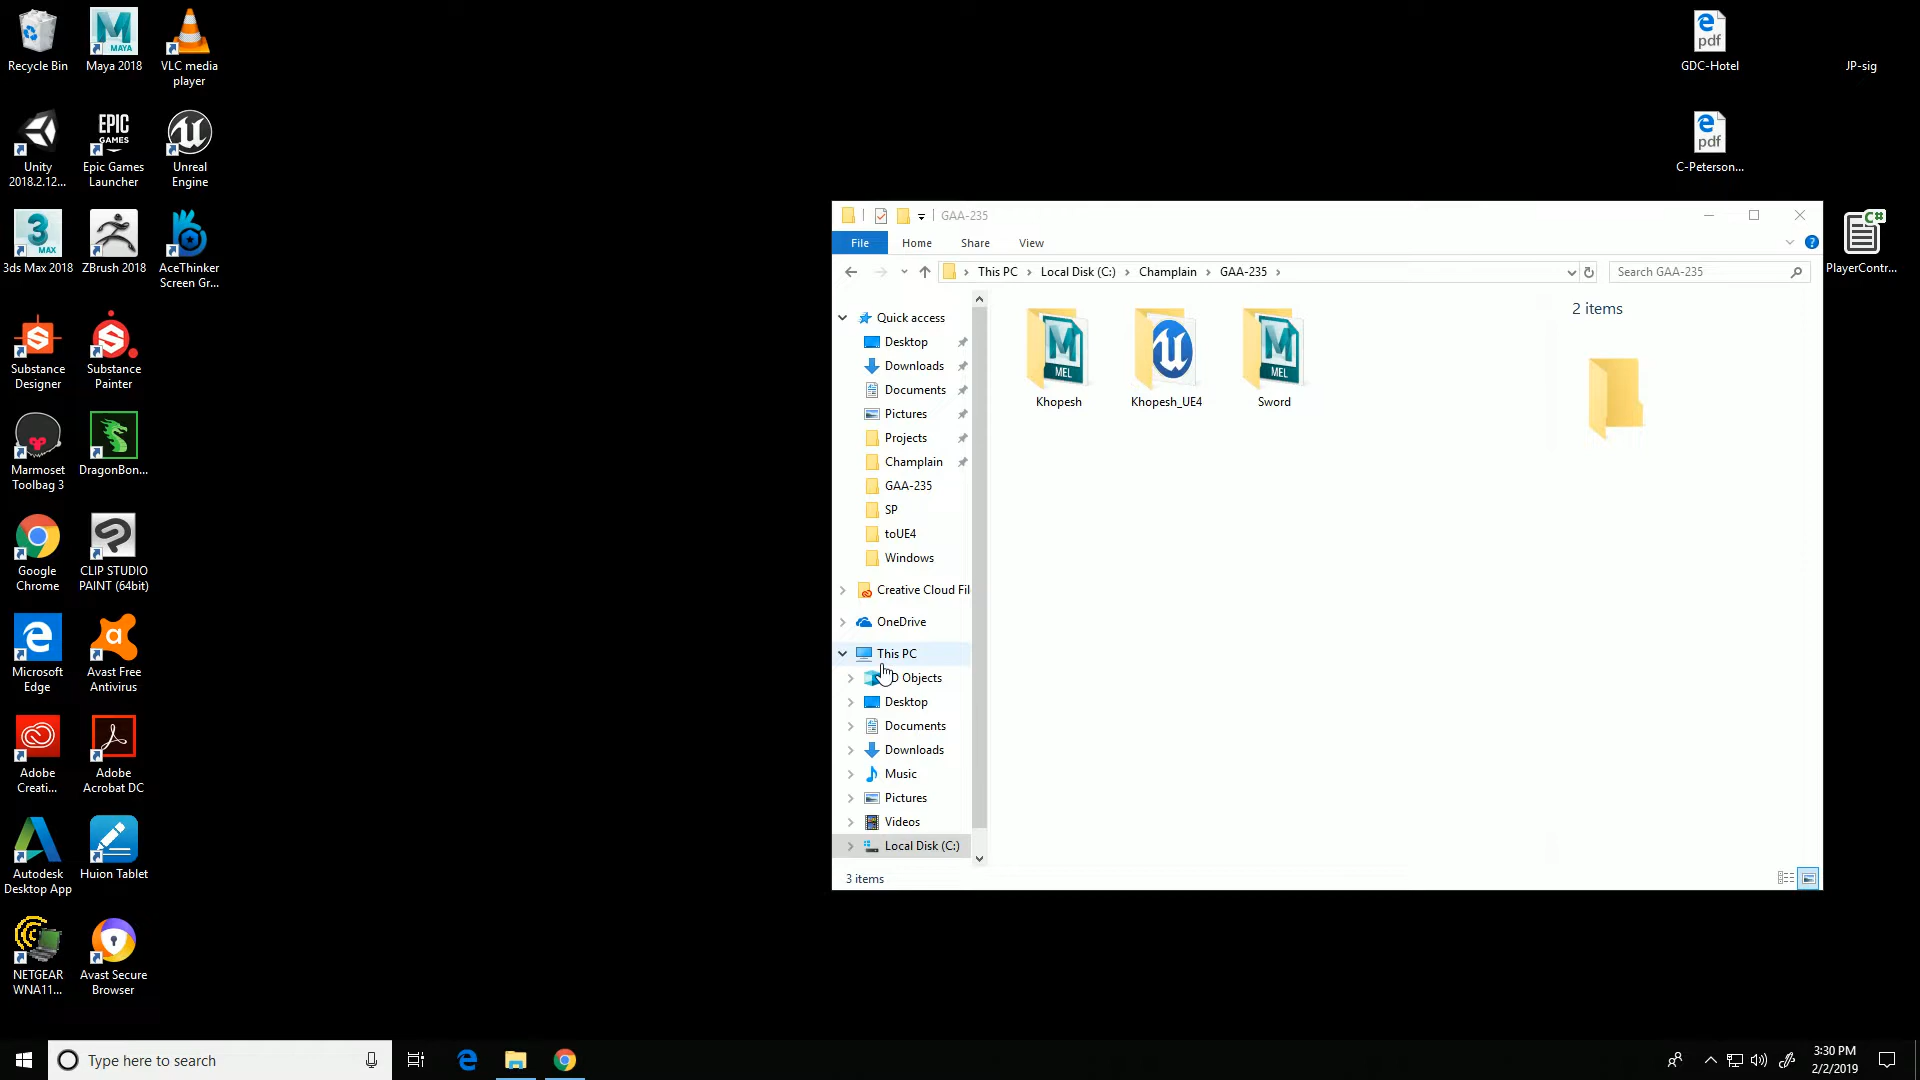 Recycle Bin
Maya 2018
VLC media
player
Unity
2018.2.12...
Epic Games
Launcher
Unreal
Engine
3ds Max 2018
ZBrush 2018
AceThinker
Screen Gr...
Substance
Designer
Substance
Painter
Marmoset
Toolbag 3
DragonBon...
Google
Chrome
CLIP STUDIO
PAINT (64bit)
Microsoft
Edge
Avast Free
Antivirus
Adobe
Creati...
Adobe
Acrobat DC
Autodesk
Desktop App
Huion Tablet
NETGEAR
WNA11...
Avast Secure
Browser
GDC-Hotel
JP-sig
C-Peterson...
PlayerContr...
GAA-235
File
Home
Share
View
This PC
Local Disk (C:)
Champlain
GAA-235
Search GAA-235
Quick access
Desktop
Downloads
Documents
Pictures
Projects
Champlain
GAA-235
SP
toUE4
Windows
Creative Cloud Fil
OneDrive
This PC
D Objects
Desktop
Documents
Downloads
Music
Pictures
Videos
Local Disk (C:)
MEL
Khopesh
Khopesh_UE4
MEL
Sword
2 items
3 items
Type here to search
3:30 PM
2/2/2019
MAYA
EPIC
GAMES
3
MAX
pdf
pdf
C#